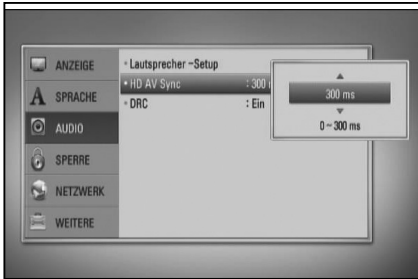 ANZEIGE
SPRACHE
AUDIO
SPERRE
NETZWERK
WEITERE
• Lautsprecher –Setup
• HD AV Sync : 300
• DRC : Ein
300 ms
0 ~ 300 ms